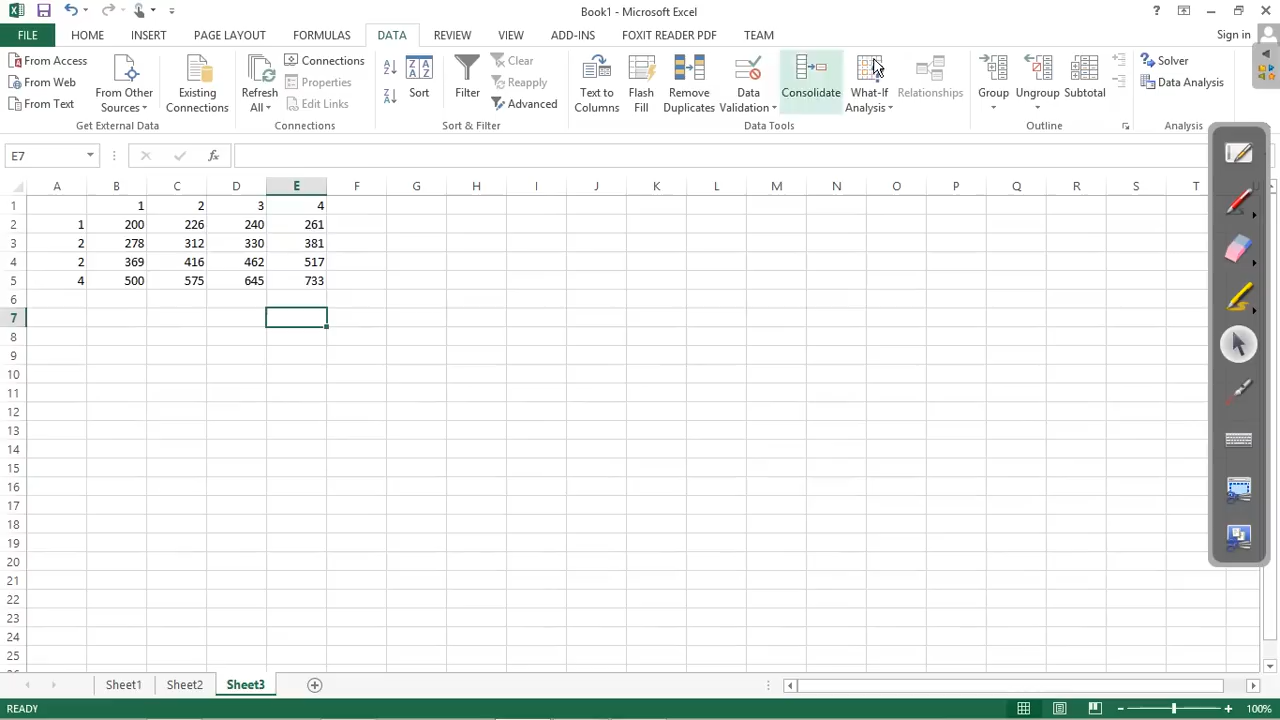 Book1 - Microsoft Excel
?
FILE HOME INSERT PAGE LAYOUT FORMULAS DATA REVIEW VIEW ADD-INS FOXIT READER PDF TEAM Sign in
From Access
From Web
From Text
From Other Sources
Existing Connections
Get External Data
Refresh All
Connections
Properties
Edit Links
Connections
Sort
Filter
Clear
Reapply
Advanced
Sort & Filter
Text to Columns
Flash Fill
Remove Duplicates
Data Validation
Consolidate
What-If Analysis
Relationships
Data Tools
Group
Ungroup
Subtotal
Outline
Solver
Data Analysis
Analysis
E7 fx
A B C D E F G H I J K L M N O P Q R S T
1 1 2 3 4
2 1 200 226 240 261
3 2 278 312 330 381
4 2 369 416 462 517
5 4 500 575 645 733
6
7
8
9
10
11
12
13
14
15
16
17
18
19
20
21
22
23
24
25
Sheet1 Sheet2 Sheet3
READY 100%